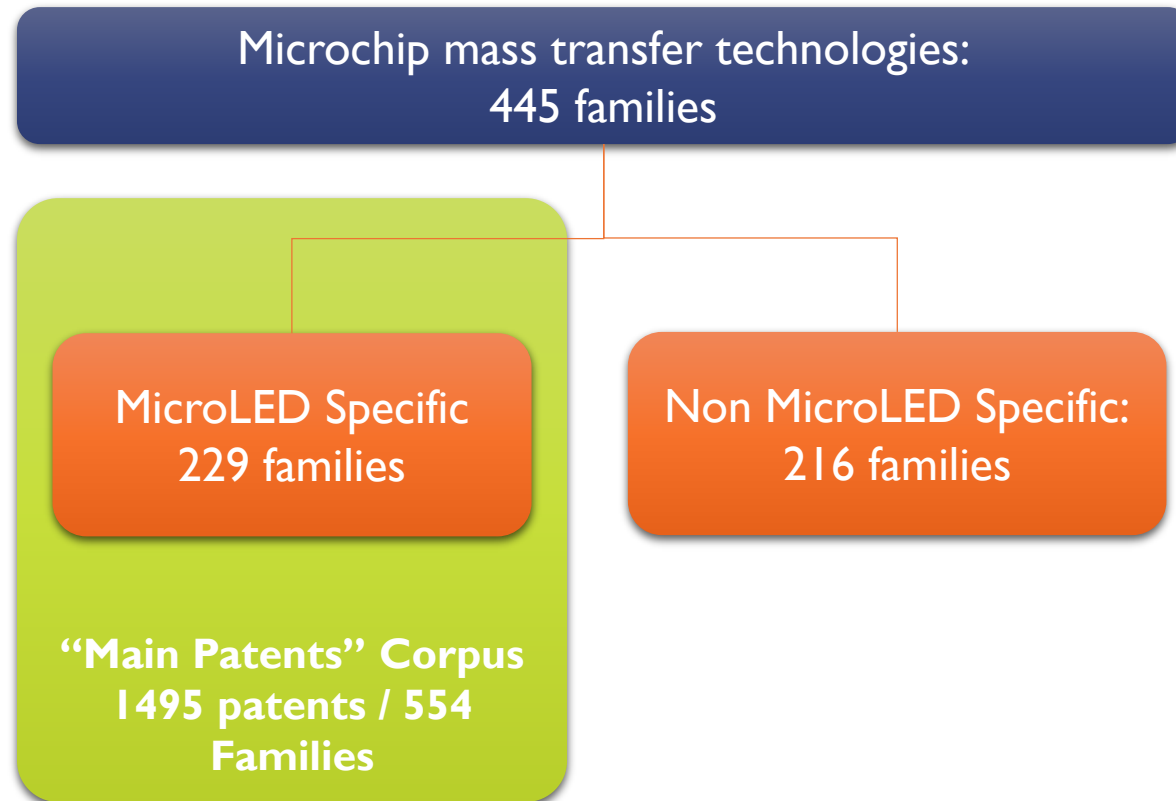 Microchip mass transfer technologies:
445 families
MicroLED Specific
229 families
Non MicroLED Specific:
216 families
“Main Patents” Corpus
1495 patents / 554
Families